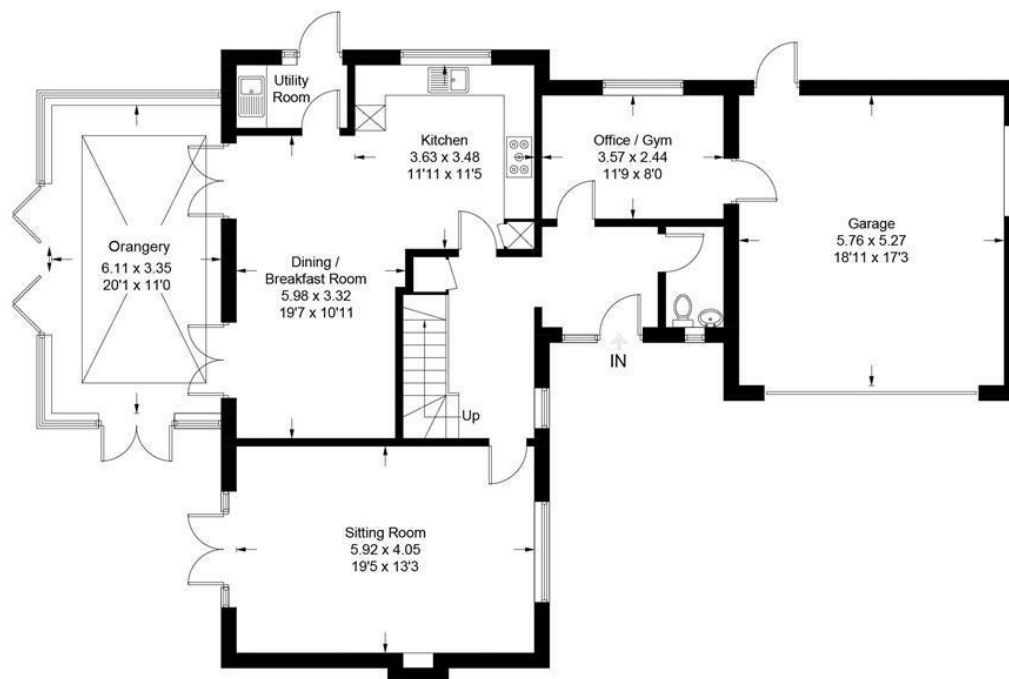 Utility
Room
Kitchen
3.63 x 3.48
11'11 x 11'5
Office / Gym
3.57 x 2.44
11'9 x 8'0
Garage
5.76 x 5.27
18'11 x 17'3
Orangery
6.11 x 3.35
20'1 x 11'0
Dining /
Breakfast Room
5.98 x 3.32
19'7 x 10'11
IN
Up
Sitting Room
5.92 x 4.05
19'5 x 13'3